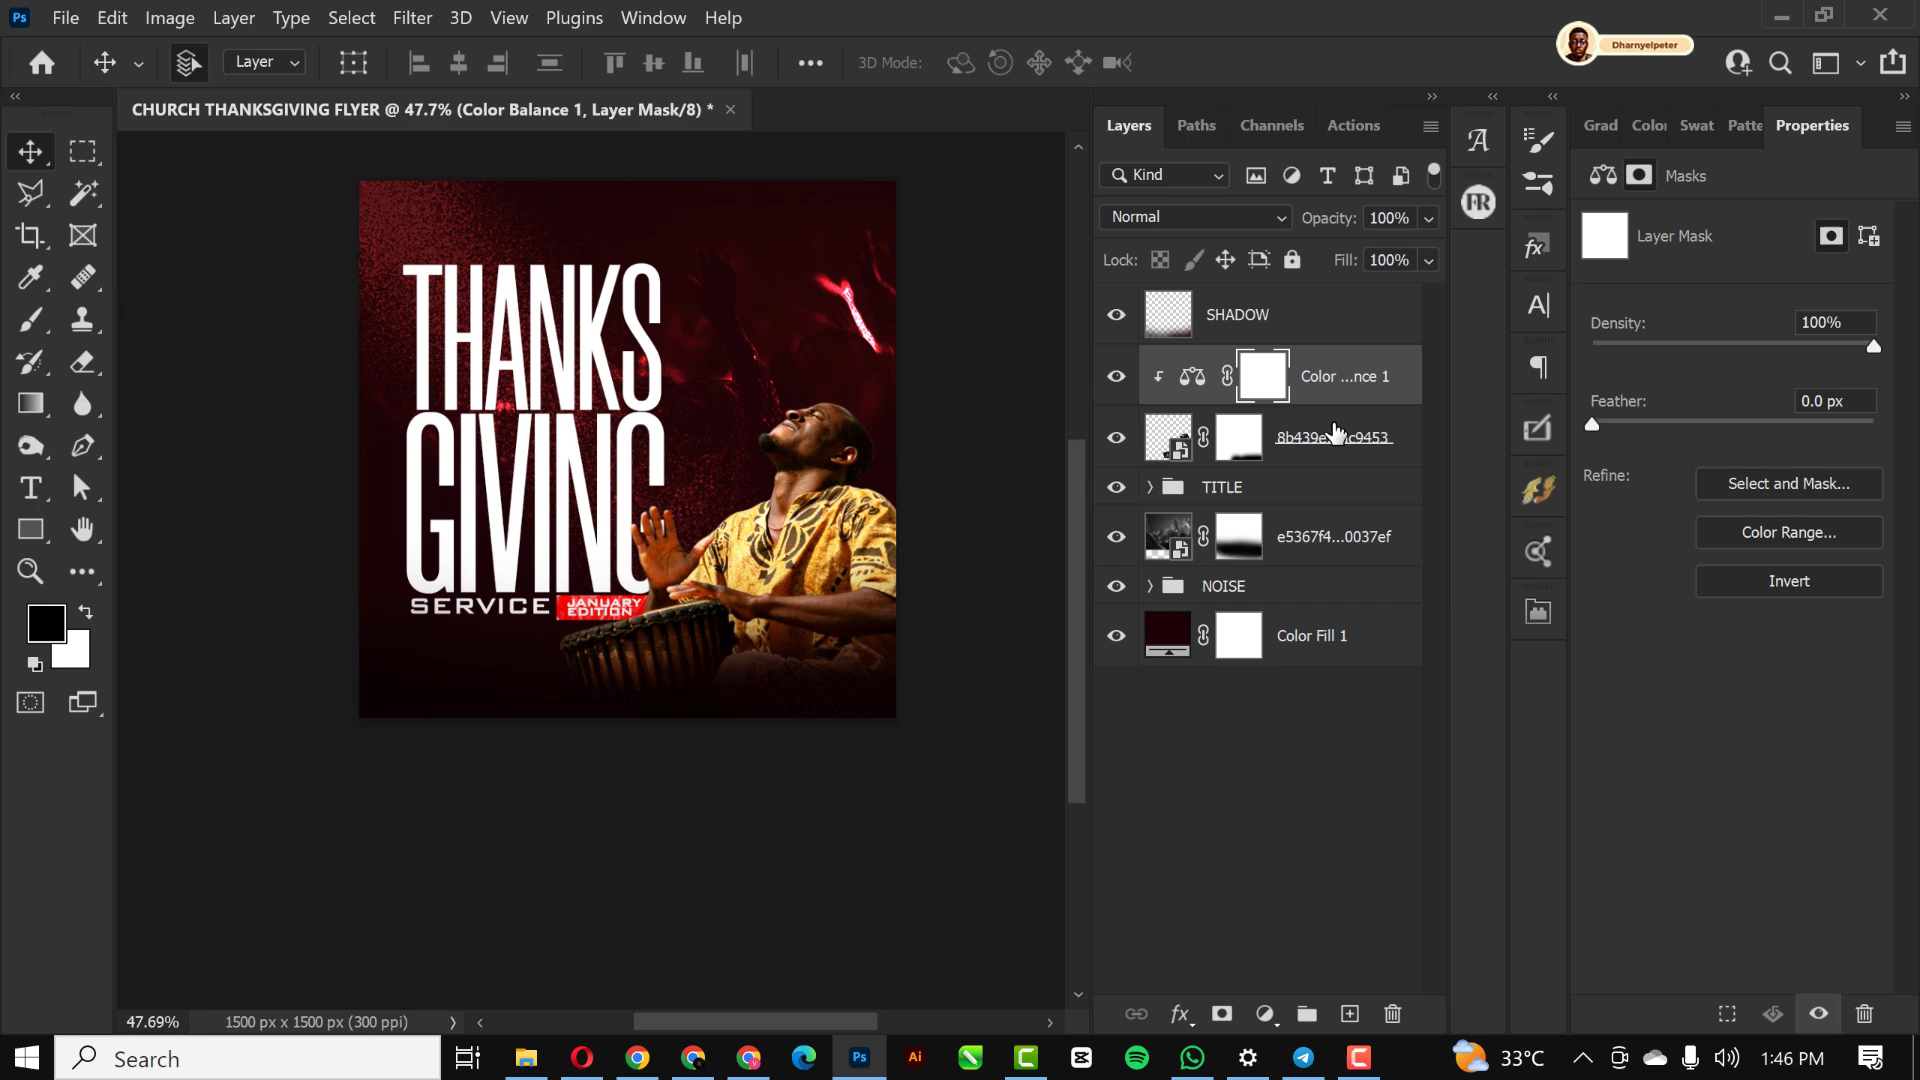 Ps File Edit Image Layer Type Select Filter 3D View Plugins Window Help
Dharnyelpeter
Layer 3D Mode:
CHURCH THANKSGIVING FLYER @ 47.7% (Color Balance 1, Layer Mask/8) *
Layers Paths Channels Actions
Grad Color Swat Patte Properties
Kind
Masks
Normal Opacity: 100%
Layer Mask
Lock: Fill: 100%
SHADOW
Density: 100%
Color ...nce 1
Feather: 0.0 px
TITLE
Refine: Select and Mask...
Color Range...
e5367f4...0037ef
Invert
NOISE
Color Fill 1
THANKS
GIVING
SERVICE JANUARY
EDITION
47.69% 1500 px x 1500 px (300 ppi)
Search
Ps Ai
33°C 1:46 PM